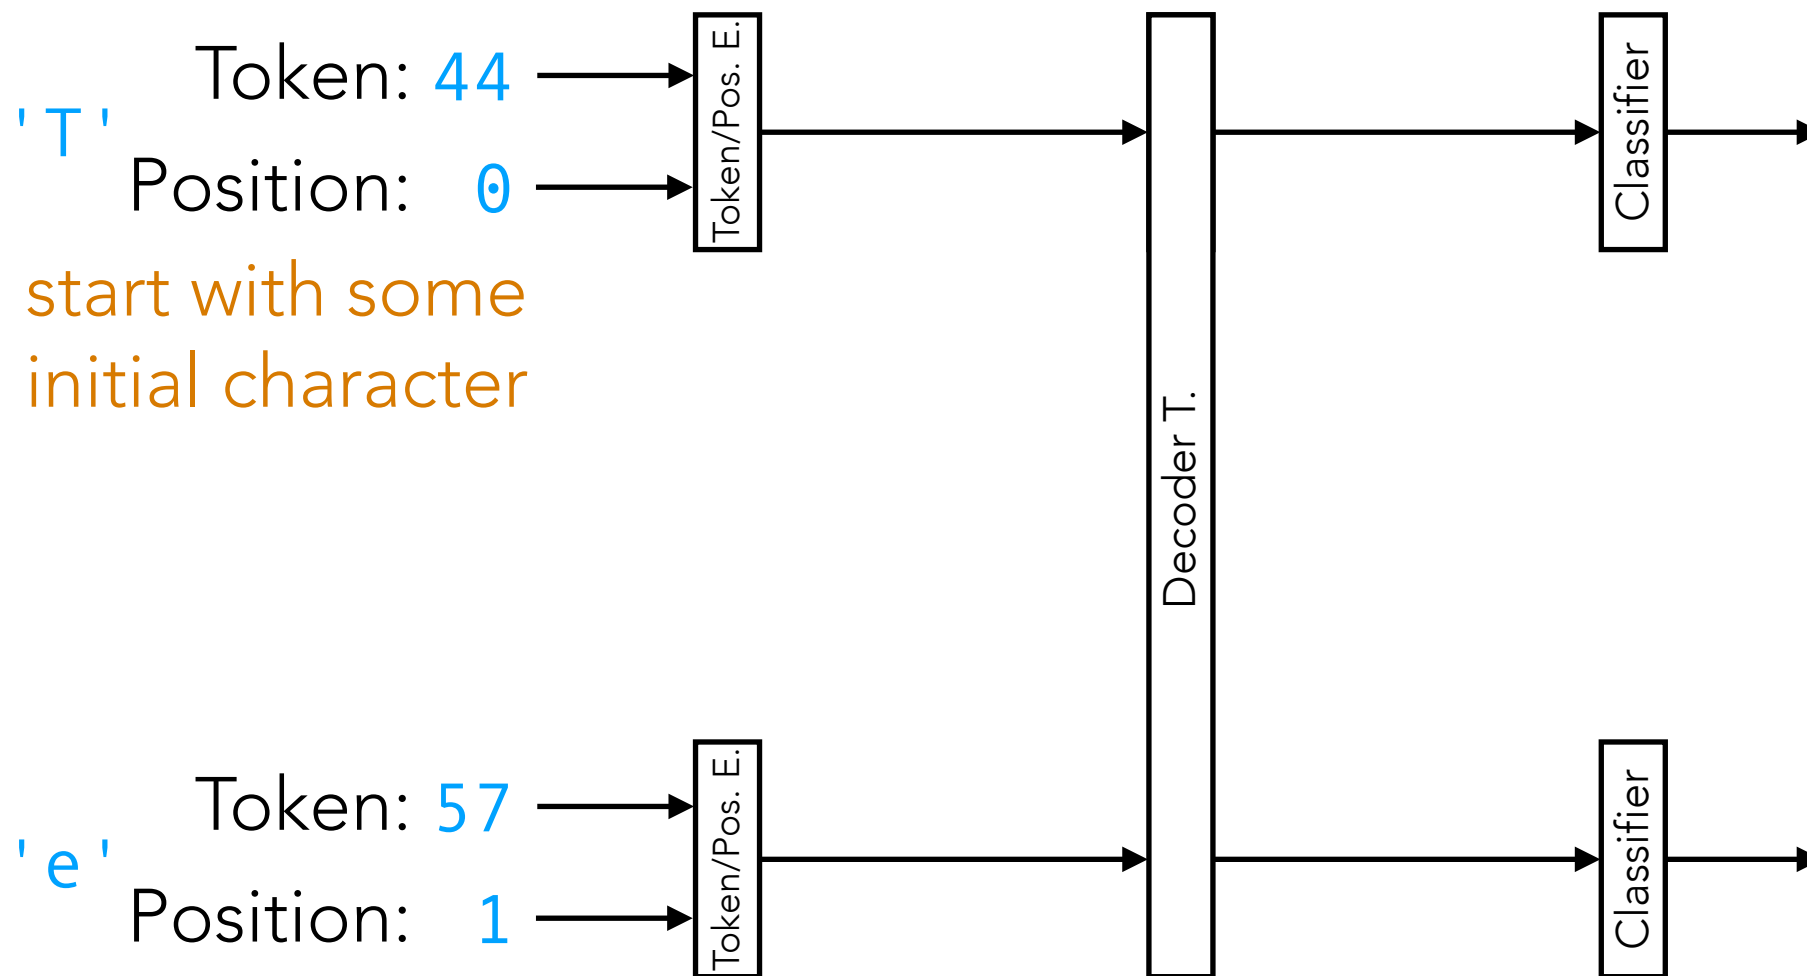 Token: 44
'T'
Position: 0
start with some
initial character
Token/Pos. E.
Decoder T.
Classifier
Token: 57
'e'
Position: 1
Token/Pos. E.
Classifier